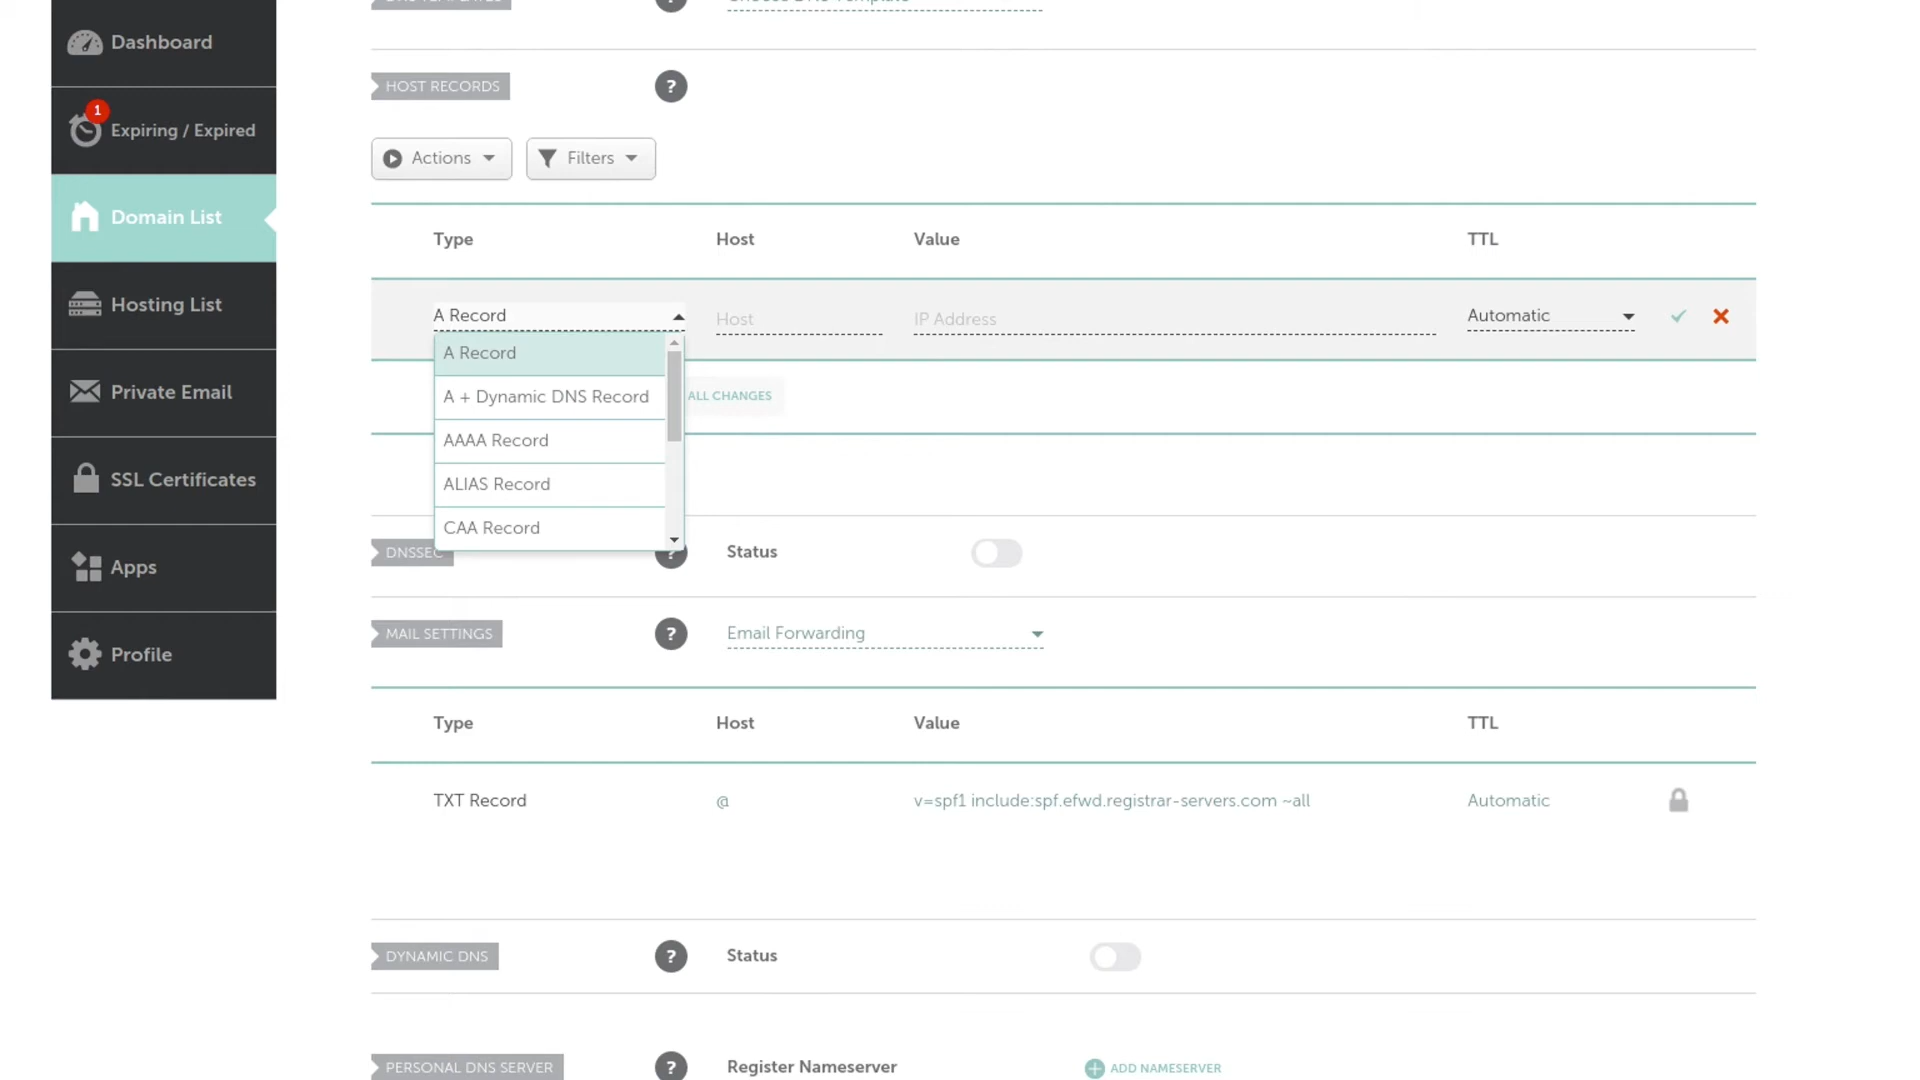 Dashboard
1
Expiring / Expired
Domain List
Hosting List
Private Email
SSL Certificates
Apps
Profile
HOST RECORDS
?
Actions
Filters
Type Host Value TTL
A Record Host IP Address Automatic
A Record
A + Dynamic DNS Record
ALL CHANGES
AAAA Record
ALIAS Record
CAA Record
DNSSEC ? Status
MAIL SETTINGS ? Email Forwarding
Type Host Value TTL
TXT Record @ v=spf1 include:spf.efwd.registrar-servers.com ~all Automatic
DYNAMIC DNS ? Status
PERSONAL DNS SERVER ? Register Nameserver ADD NAMESERVER